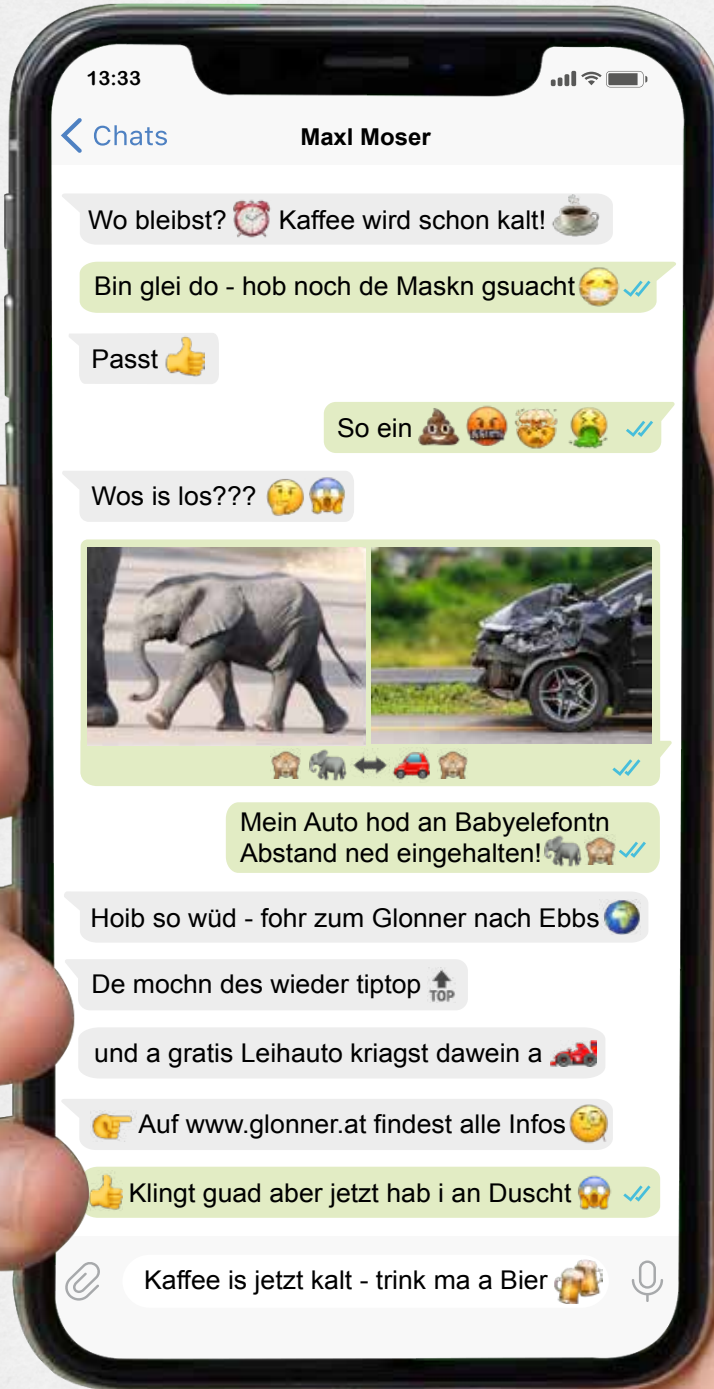 13:33
Chats
Maxl Moser
Wo bleibst? Kaffee wird schon kalt!
Bin glei do - hob noch de Maskn gsuacht
Passt
So ein
Wos is los???
Mein Auto hod an Babyelefontn
Abstand ned eingehalten!
Hoib so wüd - fohr zum Glonner nach Ebbs
De mochn des wieder tiptop
TOP
und a gratis Leihauto kriagst dawein a
Auf www.glonner.at findest alle Infos
Klingt guad aber jetzt hab i an Duscht
Kaffee is jetzt kalt - trink ma a Bier